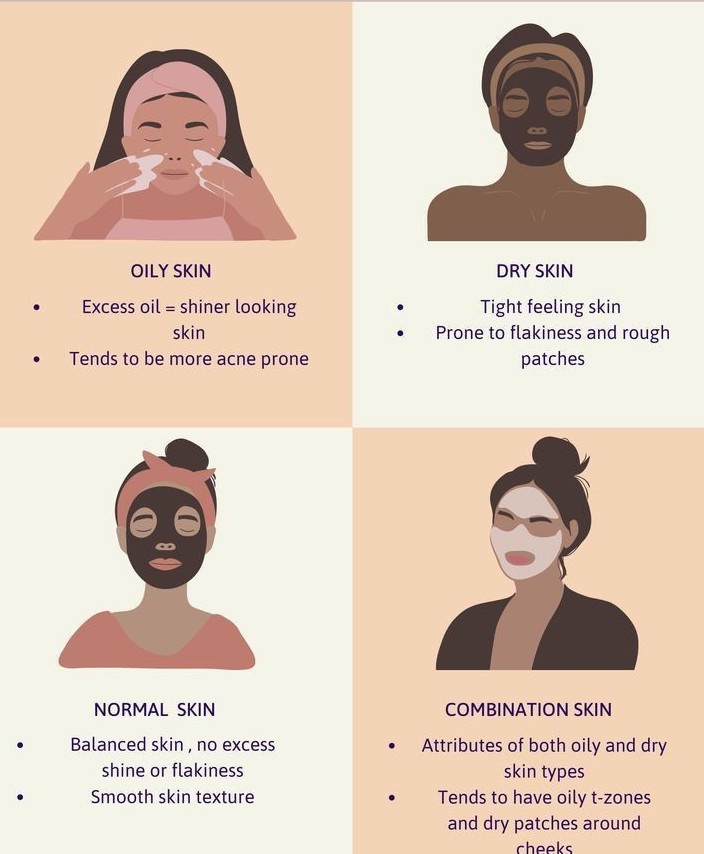 OILY SKIN
• Excess oil = shiner looking
skin
• Tends to be more acne prone
DRY SKIN
• Tight feeling skin
• Prone to flakiness and rough
patches
NORMAL SKIN
• Balanced skin , no excess
shine or flakiness
• Smooth skin texture
COMBINATION SKIN
• Attributes of both oily and dry
skin types
• Tends to have oily t-zones
and dry patches around
cheeks